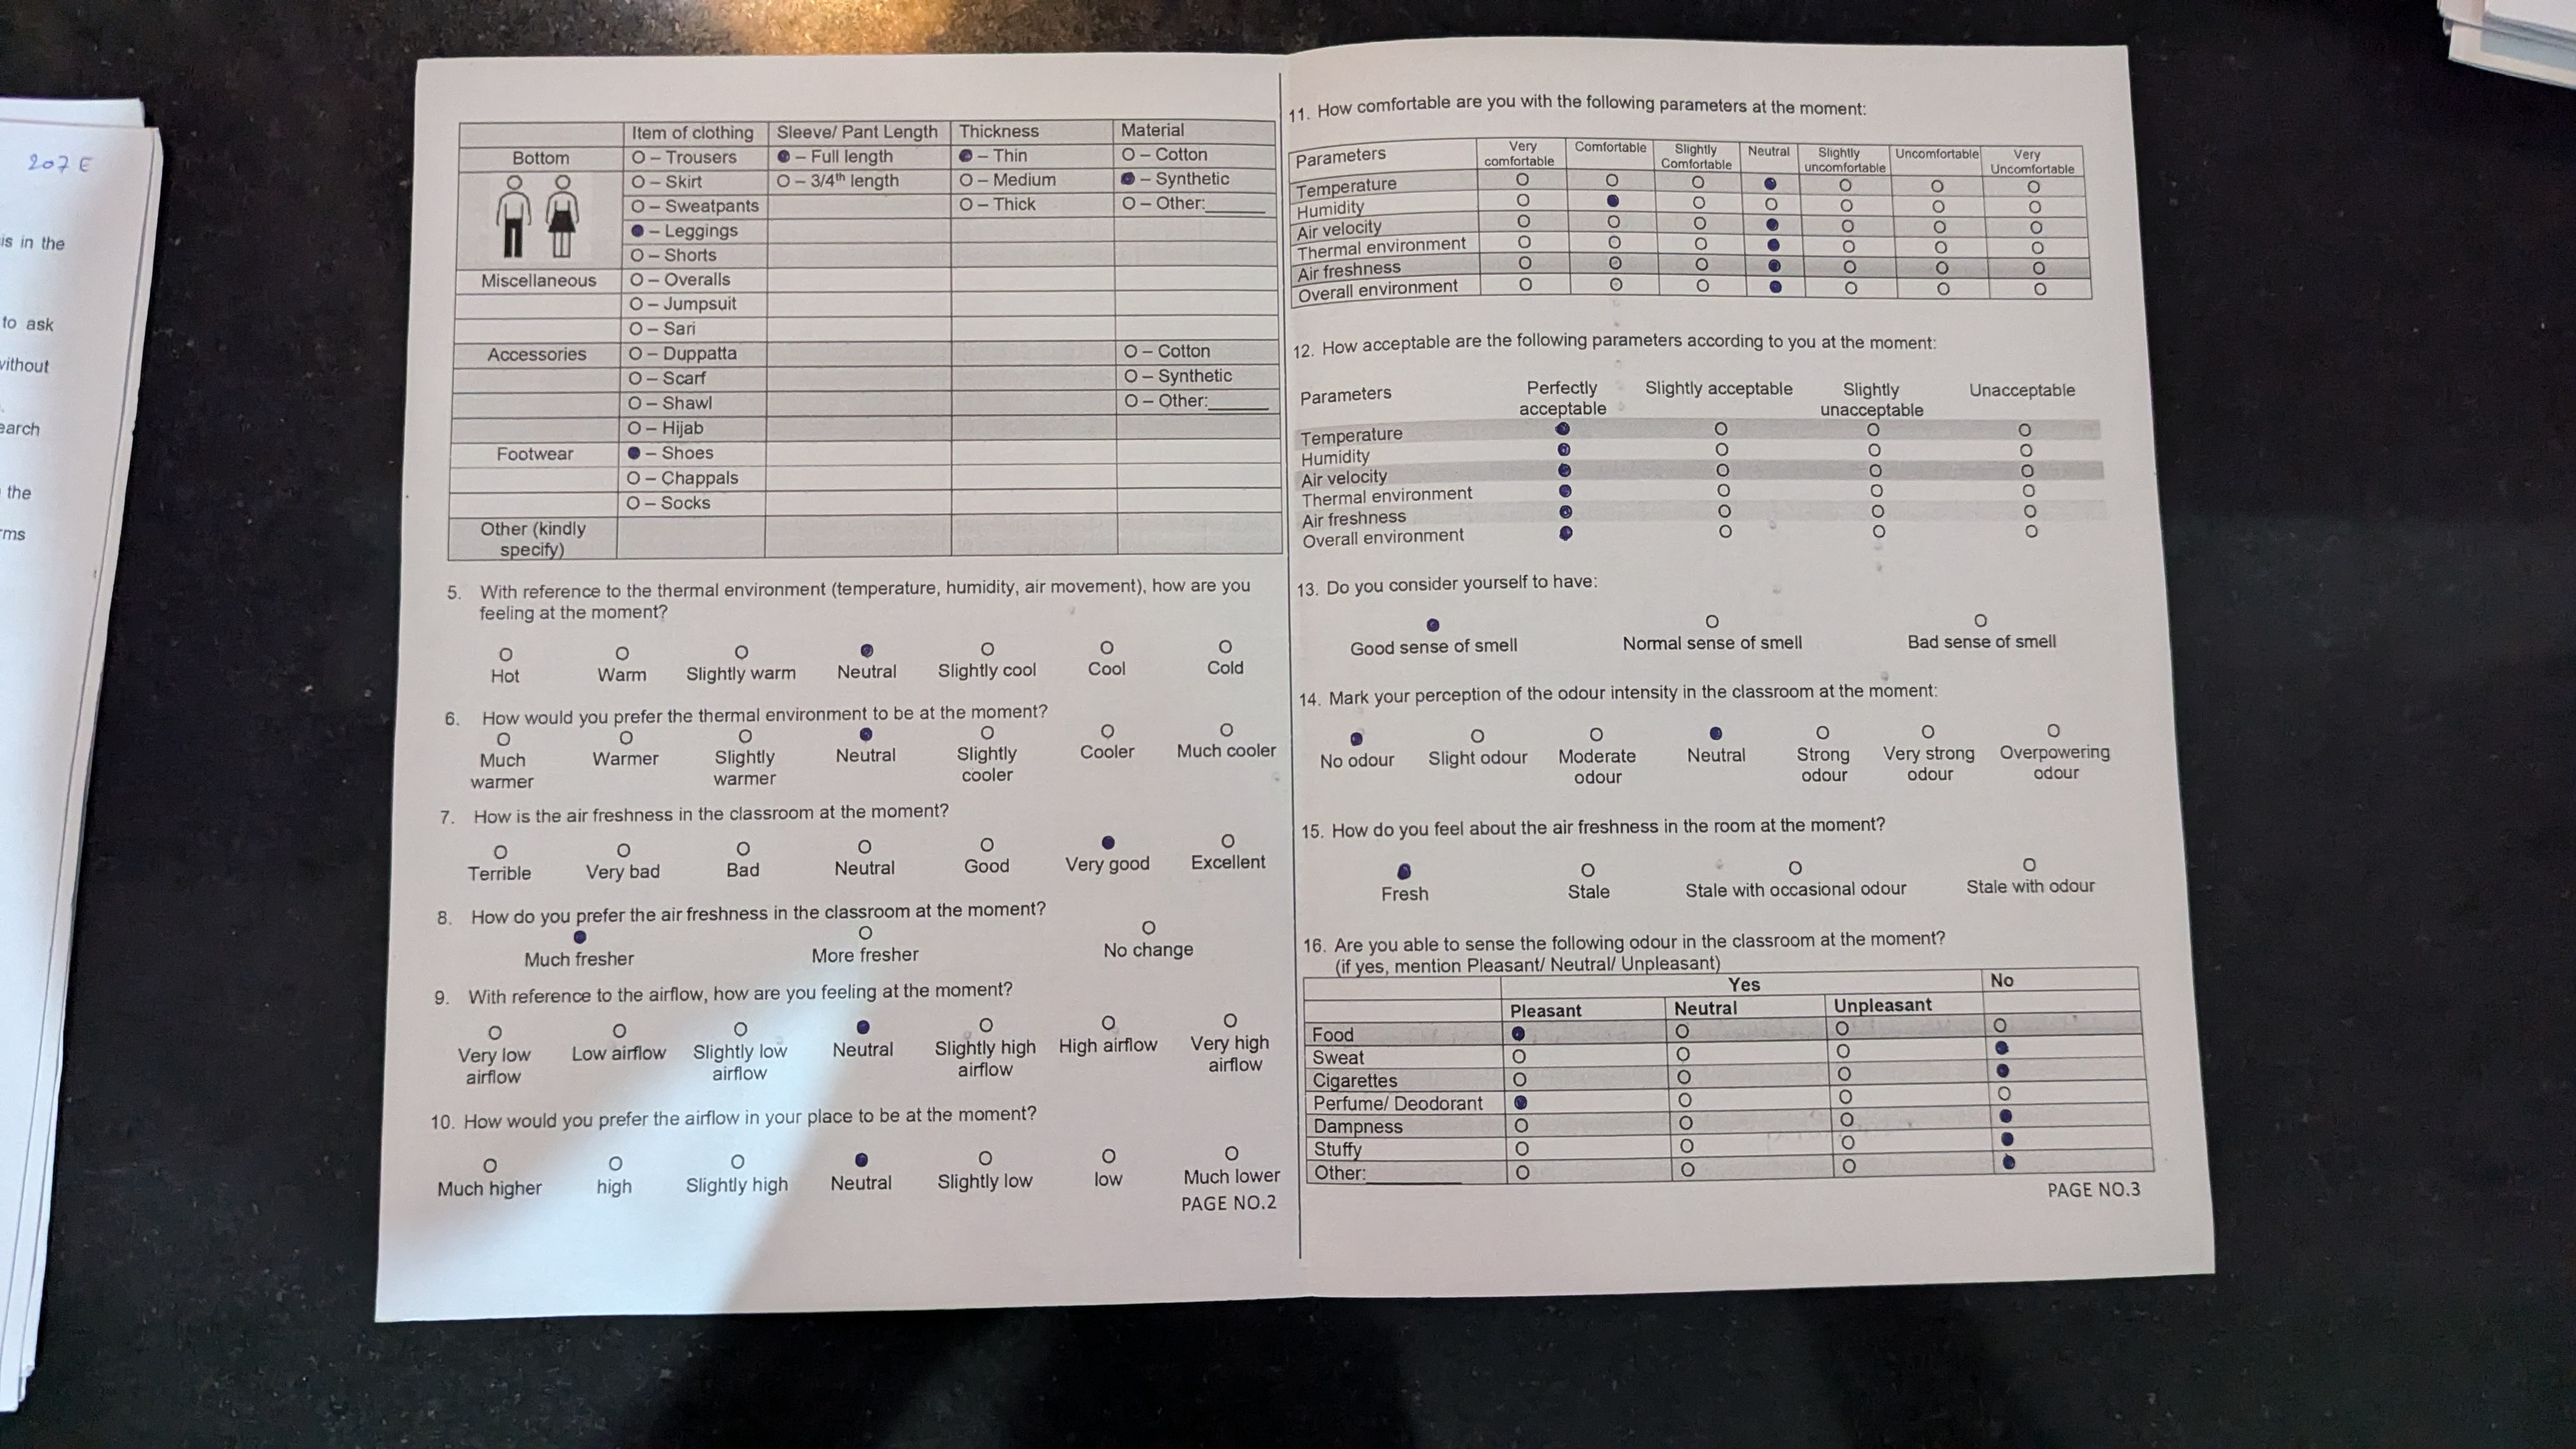 207 E
is in the
to ask
without
earch
the
rms
Item of clothing Sleeve/ Pant Length Thickness Material
Bottom O – Trousers ● – Full length ● – Thin O – Cotton
O – Skirt O – 3/4th length O – Medium ● – Synthetic
O – Sweatpants O – Thick O – Other:______
● – Leggings
O – Shorts
Miscellaneous O – Overalls
O – Jumpsuit
O – Sari
Accessories O – Duppatta O – Cotton
O – Scarf O – Synthetic
O – Shawl O – Other:______
O – Hijab
Footwear ● – Shoes
O – Chappals
O – Socks
Other (kindly
specify)
5. With reference to the thermal environment (temperature, humidity, air movement), how are you
feeling at the moment?
O O O ● O O O
Hot Warm Slightly warm Neutral Slightly cool Cool Cold
6. How would you prefer the thermal environment to be at the moment?
O O O ● O O O
Much Warmer Slightly Neutral Slightly Cooler Much cooler
warmer warmer cooler
7. How is the air freshness in the classroom at the moment?
O O O O O ● O
Terrible Very bad Bad Neutral Good Very good Excellent
8. How do you prefer the air freshness in the classroom at the moment?
● O O
Much fresher More fresher No change
9. With reference to the airflow, how are you feeling at the moment?
O O O ● O O O
Very low Low airflow Slightly low Neutral Slightly high High airflow Very high
airflow airflow airflow airflow
10. How would you prefer the airflow in your place to be at the moment?
O O O ● O O O
Much higher high Slightly high Neutral Slightly low low Much lower
PAGE NO.2
11. How comfortable are you with the following parameters at the moment:
Parameters Very Comfortable Slightly Neutral Slightly Uncomfortable Very
comfortable Comfortable uncomfortable Uncomfortable
Temperature O O O ● O O O
Humidity O ● O O O O O
Air velocity O O O ● O O O
Thermal environment O O O ● O O O
Air freshness O O O ● O O O
Overall environment O O O ● O O O
12. How acceptable are the following parameters according to you at the moment:
Parameters Perfectly Slightly acceptable Slightly Unacceptable
acceptable unacceptable
Temperature ● O O O
Humidity ● O O O
Air velocity ● O O O
Thermal environment ● O O O
Air freshness ● O O O
Overall environment ● O O O
13. Do you consider yourself to have:
● O O
Good sense of smell Normal sense of smell Bad sense of smell
14. Mark your perception of the odour intensity in the classroom at the moment:
● O O ● O O O
No odour Slight odour Moderate Neutral Strong Very strong Overpowering
odour odour odour odour
15. How do you feel about the air freshness in the room at the moment?
● O O O
Fresh Stale Stale with occasional odour Stale with odour
16. Are you able to sense the following odour in the classroom at the moment?
(if yes, mention Pleasant/ Neutral/ Unpleasant)
Yes No
Pleasant Neutral Unpleasant
Food ● O O O
Sweat O O O ●
Cigarettes O O O ●
Perfume/ Deodorant ● O O O
Dampness O O O ●
Stuffy O O O ●
Other:__________ O O O ●
PAGE NO.3